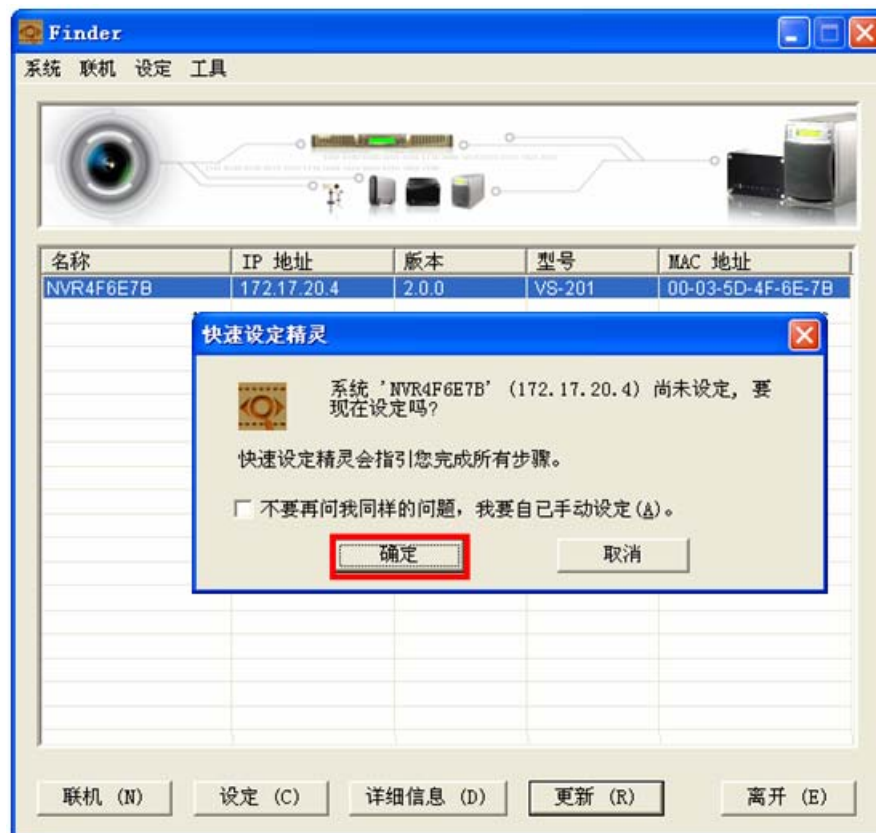 Finder
系统 联机 设定 工具
名称 IP 地址 版本 型号 MAC 地址
NVR4F6E7B 172.17.20.4 2.0.0 VS-201 00-03-5D-4F-6E-7B
快速设定精灵
系统 'NVR4F6E7B' (172.17.20.4) 尚未设定, 要
现在设定吗?
快速设定精灵会指引您完成所有步骤。
不要再问我同样的问题, 我要自已手动设定(A)。
确定 取消
联机 (N) 设定 (C) 详细信息 (D) 更新 (R) 离开 (E)